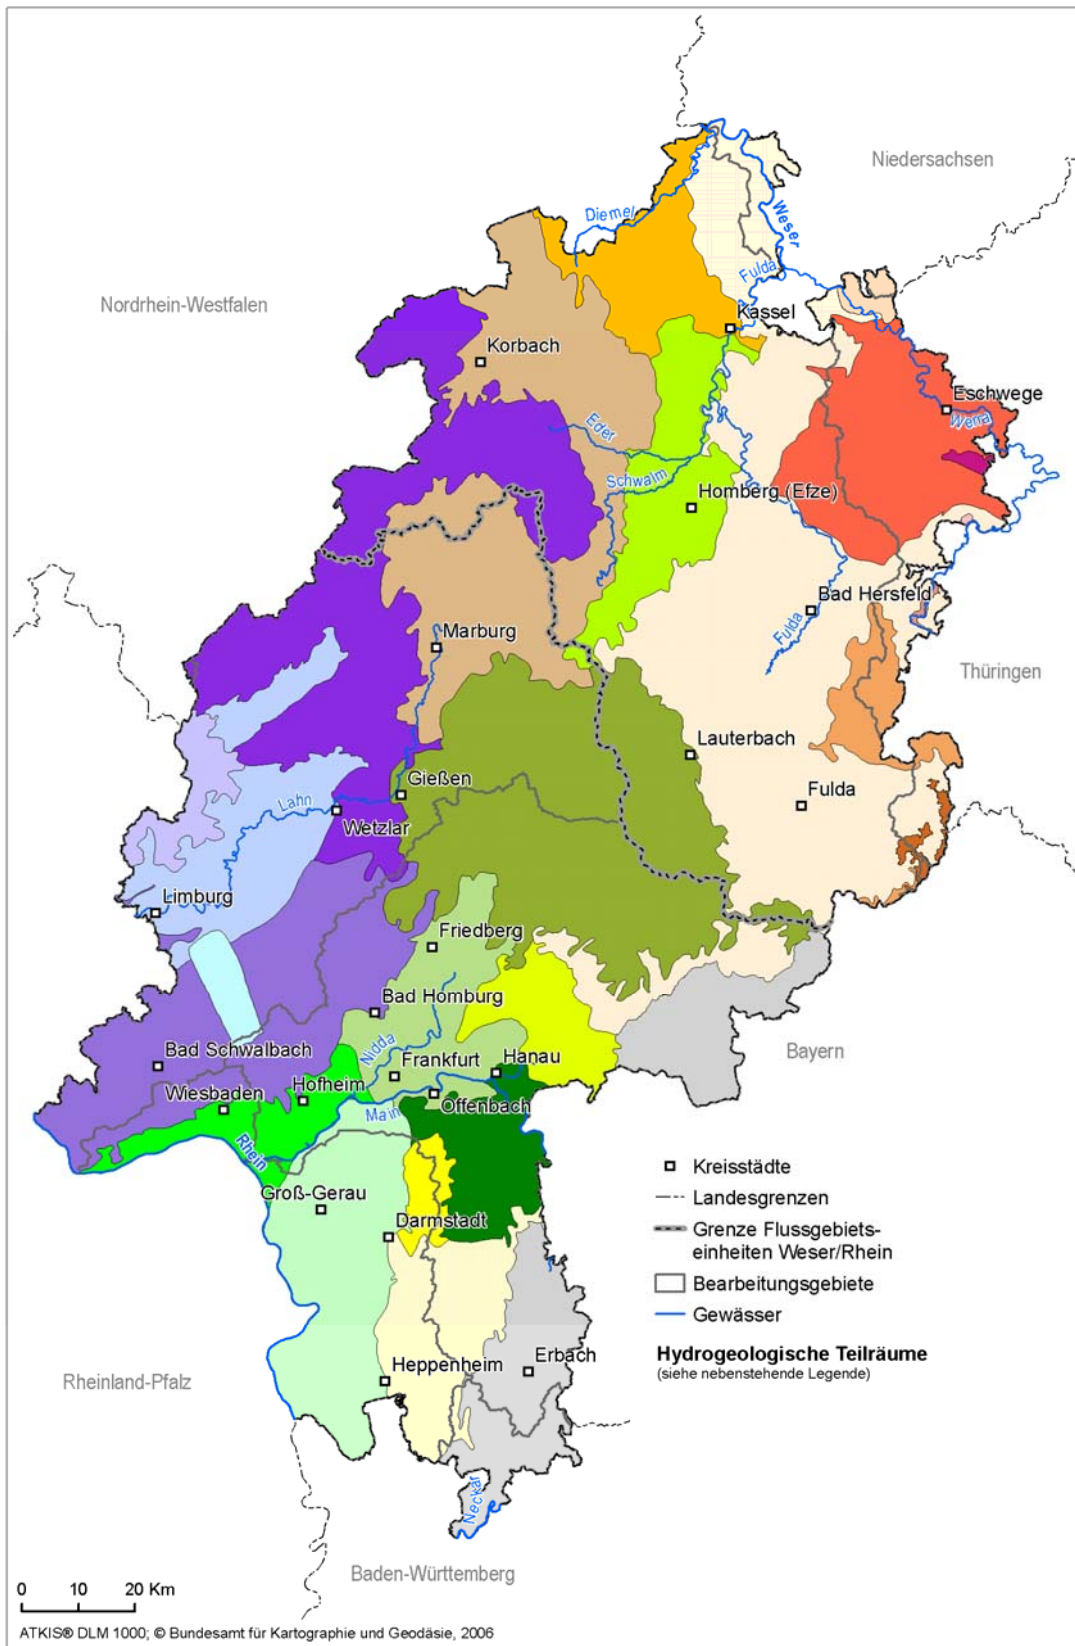 Niedersachsen
Diemel
Weser
Fulda
Nordrhein-Westfalen
Kassel
Korbach
Eschwege
Werra
Eder
Schwalm
Homberg (Efze)
Bad Hersfeld
Fulda
Marburg
Thüringen
Lauterbach
Gießen
Fulda
Lahn
Wetzlar
Limburg
Friedberg
Bad Homburg
Nidda
Bayern
Bad Schwalbach
Frankfurt
Hanau
Wiesbaden
Hofheim
Offenbach
Main
Rhein
Groß-Gerau
Darmstadt
Kreisstädte
Landesgrenzen
Grenze Flussgebiets-
einheiten Weser/Rhein
Bearbeitungsgebiete
Gewässer
Hydrogeologische Teilräume
(siehe nebenstehende Legende)
Rheinland-Pfalz
Heppenheim
Erbach
Neckar
Baden-Württemberg
0 10 20 Km
ATKIS® DLM 1000; © Bundesamt für Kartographie und Geodäsie, 2006